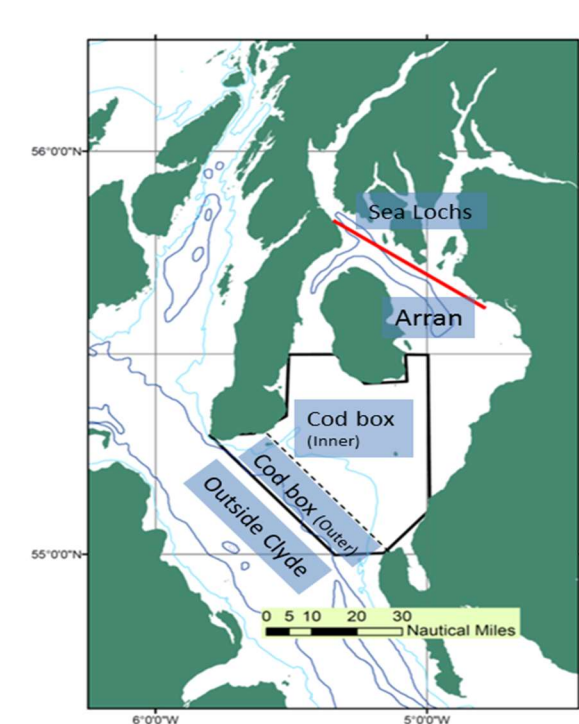 56°0'0"N
Sea Lochs
Arran
Cod box
(Inner)
Cod box (Outer)
Outside Clyde
55°0'0"N
0 5 10 20 30
Nautical Miles
6°0'0"W
5°0'0"W